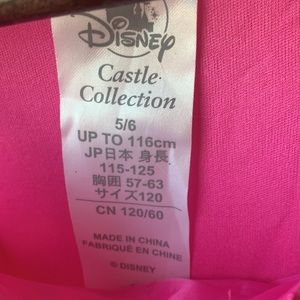 Disney
Castle
Collection
5/6
UP TO 116cm
JP日本 身長
115-125
胸囲 57-63
サイズ120
CN 120/60
MADE IN CHINA
FABRIQUÉ EN CHINE
© DISNEY